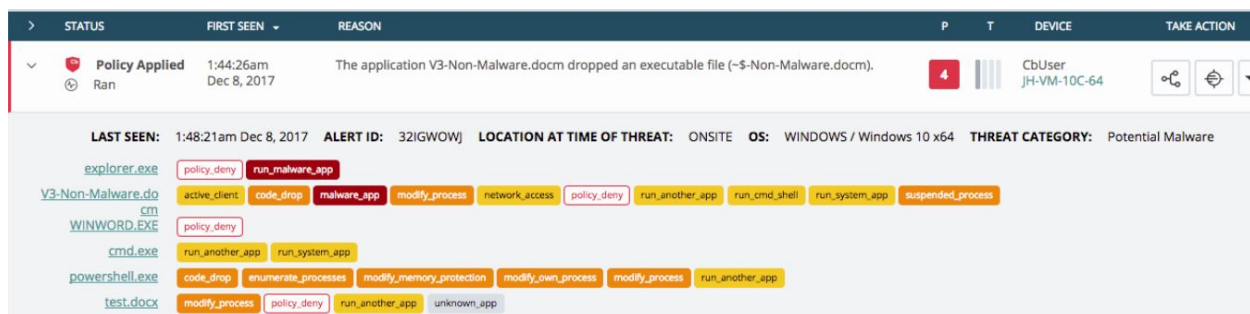 > STATUS FIRST SEEN REASON P T DEVICE TAKE ACTION
Policy Applied 1:44:26am The application V3-Non-Malware.docm dropped an executable file (~$-Non-Malware.docm). 4 CbUser
Ran Dec 8, 2017 JH-VM-10C-64
LAST SEEN: 1:48:21am Dec 8, 2017 ALERT ID: 32IGWOWJ LOCATION AT TIME OF THREAT: ONSITE OS: WINDOWS / Windows 10 x64 THREAT CATEGORY: Potential Malware
explorer.exe policy_deny run_malware_app
V3-Non-Malware.do active_client code_drop malware_app modify_process network_access policy_deny run_another_app run_cmd_shell run_system_app suspended_process
cm
WINWORD.EXE policy_deny
cmd.exe run_another_app run_system_app
powershell.exe code_drop enumerate_processes modify_memory_protection modify_own_process modify_process run_another_app
test.docx modify_process policy_deny run_another_app unknown_app